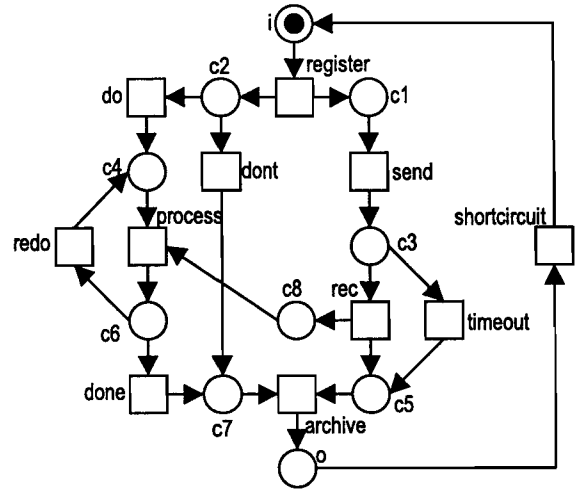 i
register
c2
c1
do
c4
dont
send
process
redo
shortcircuit
c3
c8
rec
timeout
c6
done
c7
c5
archive
o